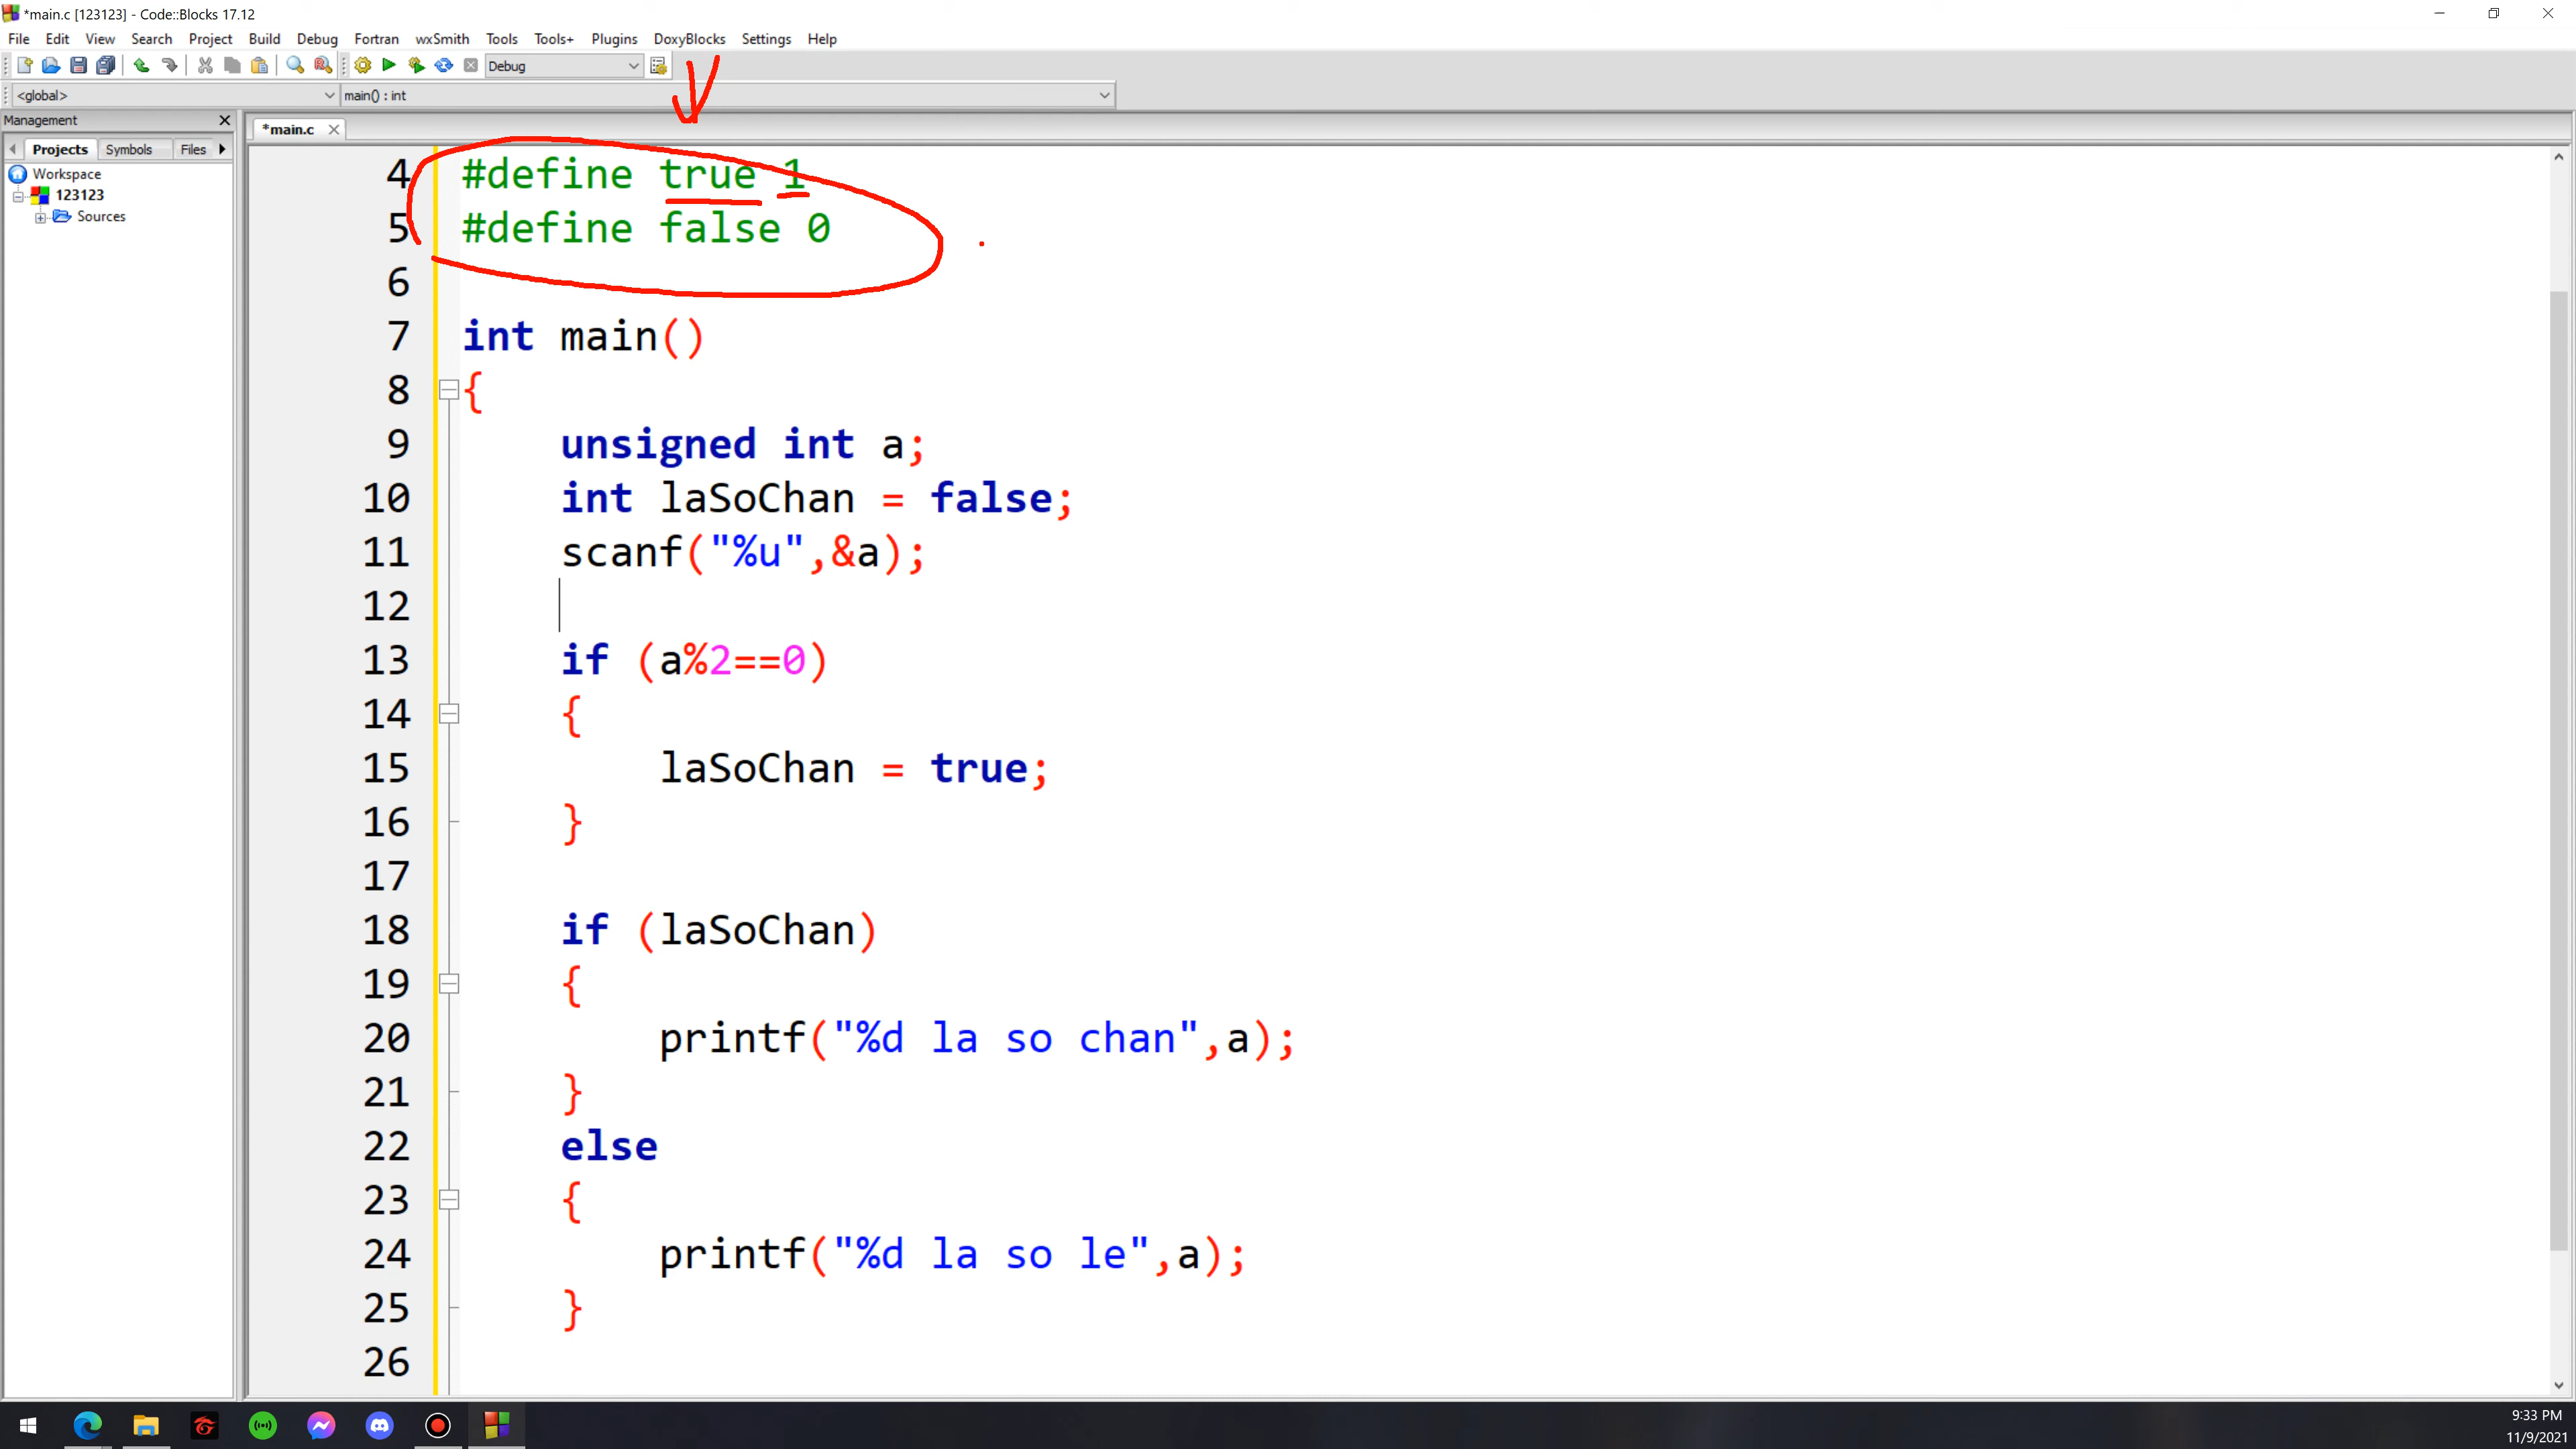 *main.c [123123] - Code::Blocks 17.12
File Edit View Search Project Build Debug Fortran wxSmith Tools Tools+ Plugins DoxyBlocks Settings Help
Debug
<global> main() : int
Management
*main.c
Projects Symbols Files
Workspace
123123
Sources
4 #define true 1
5 #define false 0
6
7 int main()
8 {
9 unsigned int a;
10 int laSoChan = false;
11 scanf("%u",&a);
12
13 if (a%2==0)
14 {
15 laSoChan = true;
16 }
17
18 if (laSoChan)
19 {
20 printf("%d la so chan",a);
21 }
22 else
23 {
24 printf("%d la so le",a);
25 }
26
9:33 PM
11/9/2021